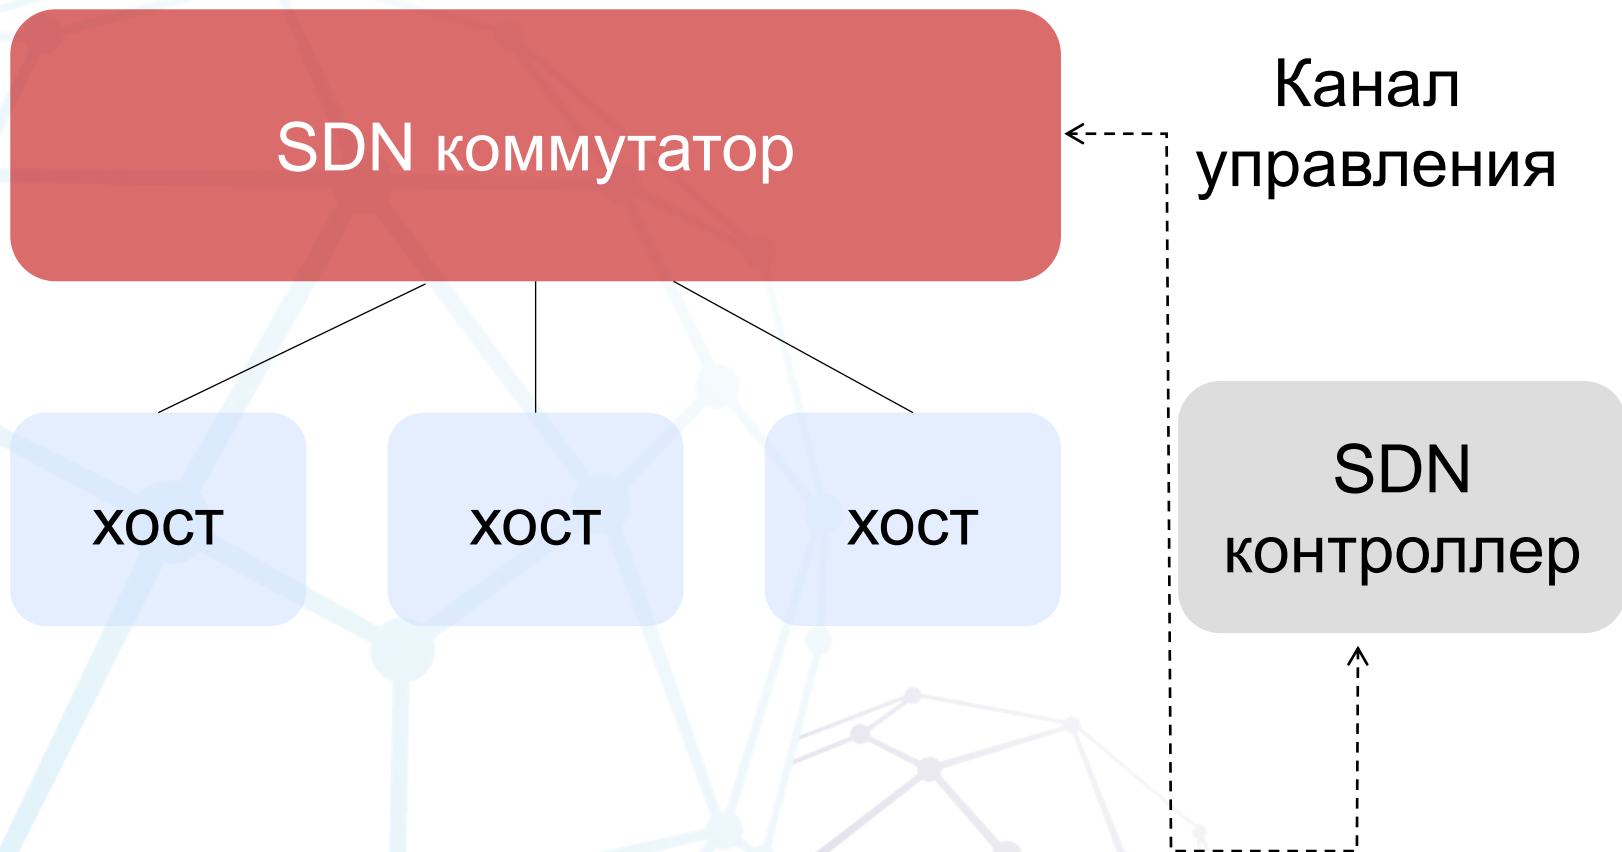 SDN коммутатор
Канал
управления
хост
хост
хост
SDN
контроллер